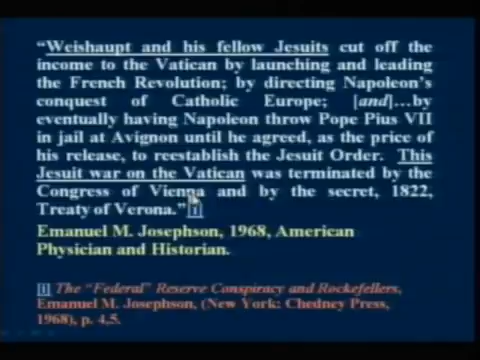 “Weishaupt and his fellow Jesuits cut off the
income to the Vatican by launching and leading
the French Revolution; by directing Napoleon’s
conquest of Catholic Europe; [and]…by
eventually having Napoleon throw Pope Pius VII
in jail at Avignon until he agreed, as the price of
his release, to reestablish the Jesuit Order. This
Jesuit war on the Vatican was terminated by the
Congress of Vienna and by the secret, 1822,
Treaty of Verona.”[1]
Emanuel M. Josephson, 1968, American
Physician and Historian.
[1] The “Federal” Reserve Conspiracy and Rockefellers,
Emanuel M. Josephson, (New York: Chedney Press,
1968), p. 4,5.